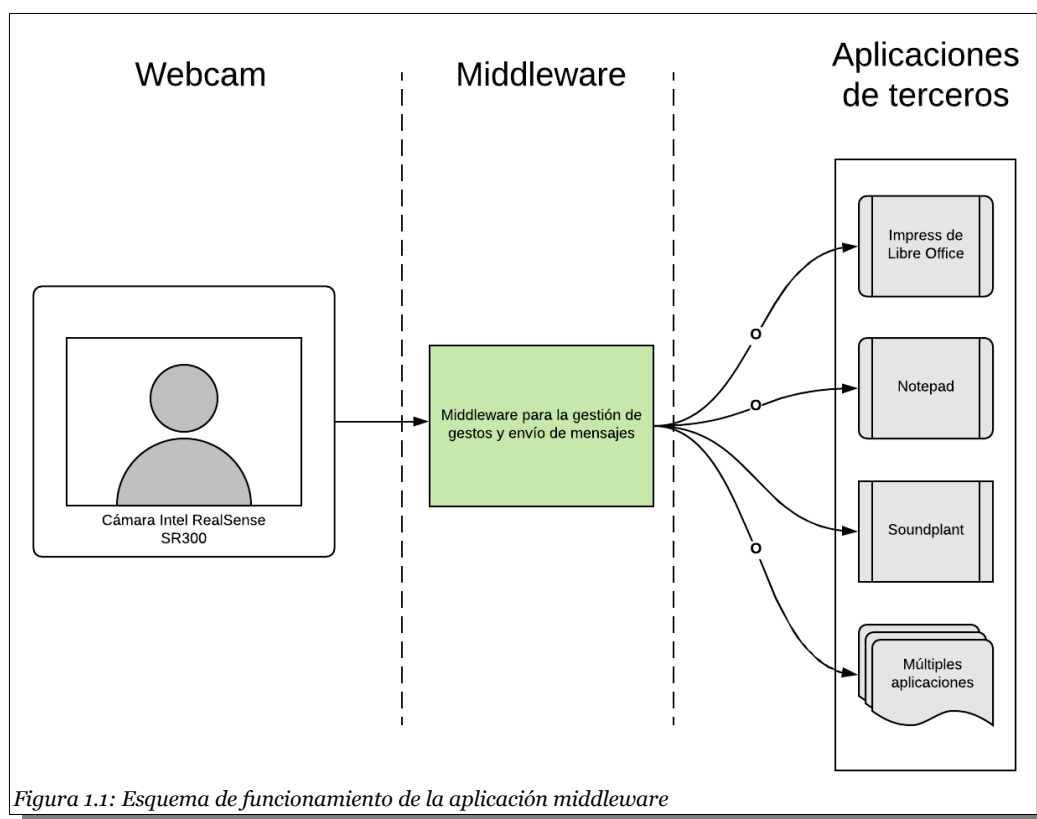 Webcam
Middleware
Aplicaciones
de terceros
Impress de
Libre Office
o
Notepad
o
Middleware para la gestión de
gestos y envío de mensajes
Cámara Intel RealSense
SR300
Soundplant
o
Múltiples
aplicaciones
Figura 1.1: Esquema de funcionamiento de la aplicación middleware